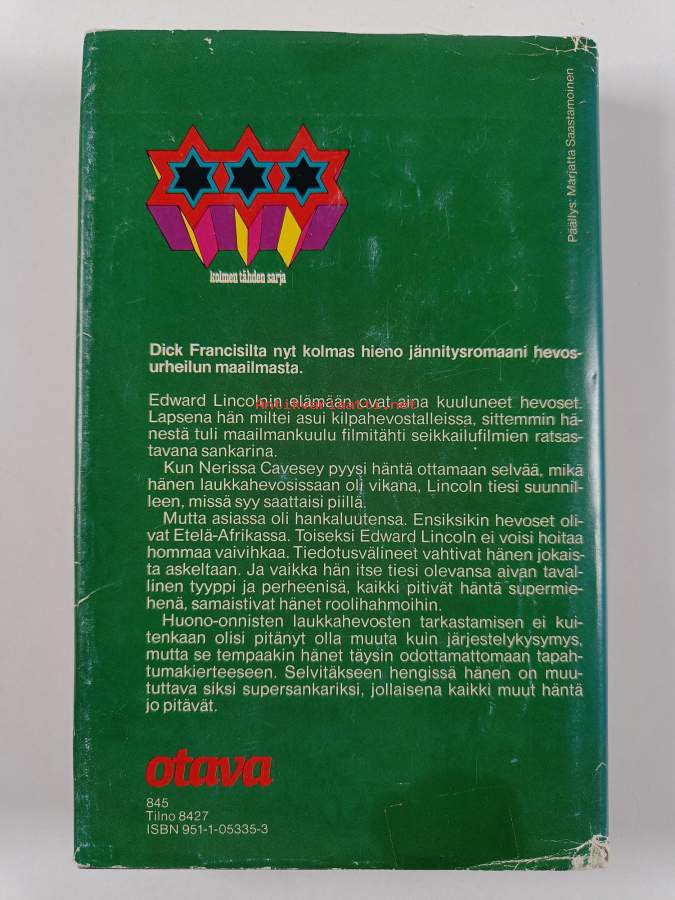 Päällys: Marjatta Saastamoinen
kolmen tähden sarja
Dick Francisilta nyt kolmas hieno jännitysromaani hevos-
urheilun maailmasta.
Edward Lincolnin elämään ovat aina kuuluneet hevoset.
Antikvariaatti.net
Lapsena hän miltei asui kilpahevostalleissa, sittemmin hä-
nestä tuli maailmankuulu filmitähti seikkailufilmien ratsas-
tavana sankarina.
Kun Nerissa Cavesey pyysi häntä ottamaan selvää, mikä
hänen laukkahevosissaan oli vikana, Lincoln tiesi suunnil-
leen, missä syy saattaisi piillä.
Mutta asiassa oli hankaluutensa. Ensiksikin hevoset oli-
vat Etelä-Afrikassa. Toiseksi Edward Lincoln ei voisi hoitaa
hommaa vaivihkaa. Tiedotusvälineet vahtivat hänen jokais-
ta askeltaan. Ja vaikka hän itse tiesi olevansa aivan taval-
linen tyyppi ja perheenisä, kaikki pitivät häntä supermie-
henä, samaistivat hänet roolihahmoihin.
Huono-onnisten laukkahevosten tarkastamisen ei kui-
tenkaan olisi pitänyt olla muuta kuin järjestelykysymys,
mutta se tempaakin hänet täysin odottamattomaan tapah-
tumakierteeseen. Selvitäkseen hengissä hänen on muu-
tuttava siksi supersankariksi, jollaisena kaikki muut häntä
jo pitävät.
otava
845
Tilno 8427
ISBN 951-1-05335-3